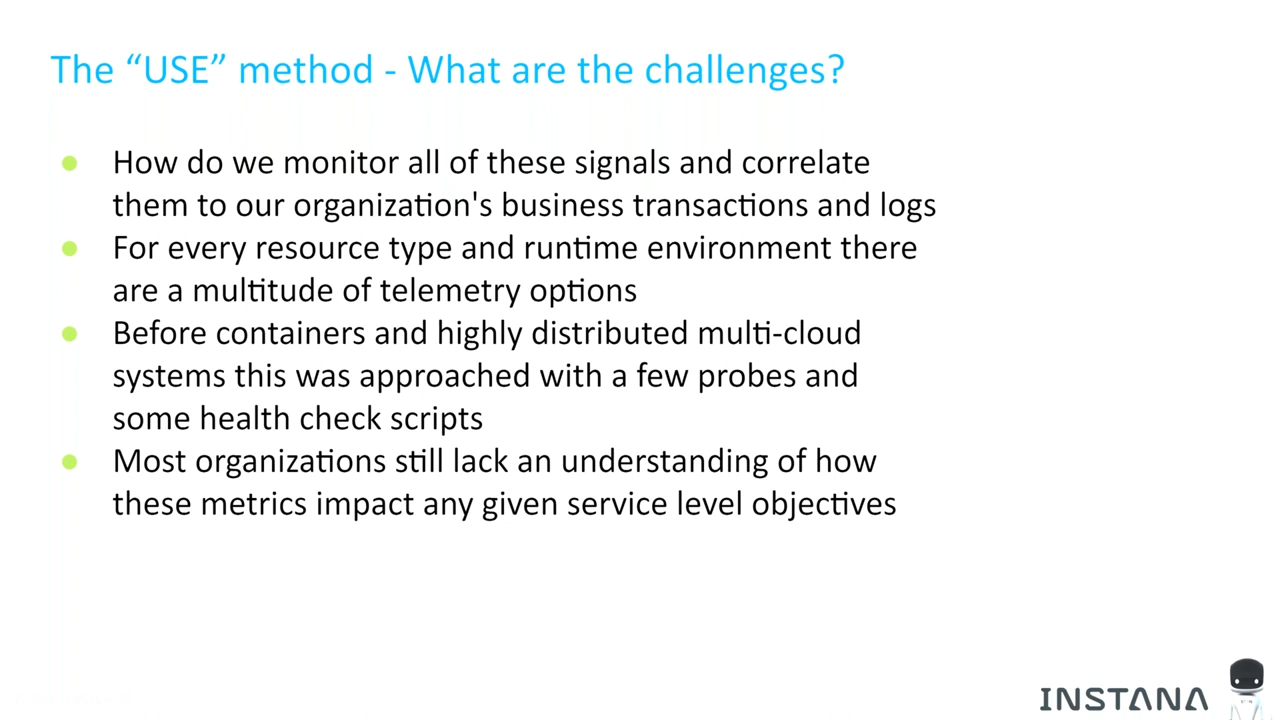 The “USE” method - What are the challenges?
● How do we monitor all of these signals and correlate
them to our organization's business transactions and logs
● For every resource type and runtime environment there
are a multitude of telemetry options
● Before containers and highly distributed multi-cloud
systems this was approached with a few probes and
some health check scripts
● Most organizations still lack an understanding of how
these metrics impact any given service level objectives
INSTANA